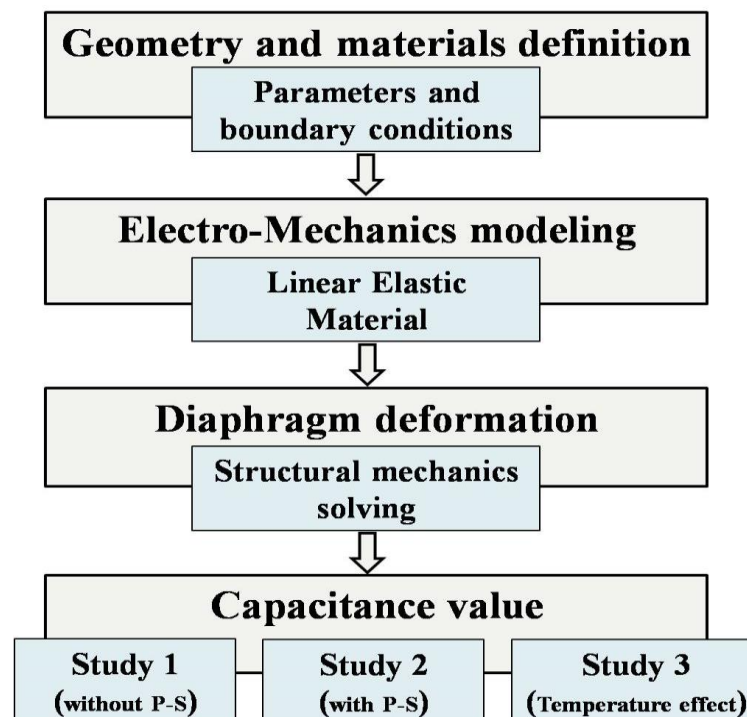 Geometry and materials definition
Parameters and
boundary conditions
Electro-Mechanics modeling
Linear Elastic
Material
Diaphragm deformation
Structural mechanics
solving
Capacitance value
Study 1
(without P-S)
Study 2
(with P-S)
Study 3
(Temperature effect)